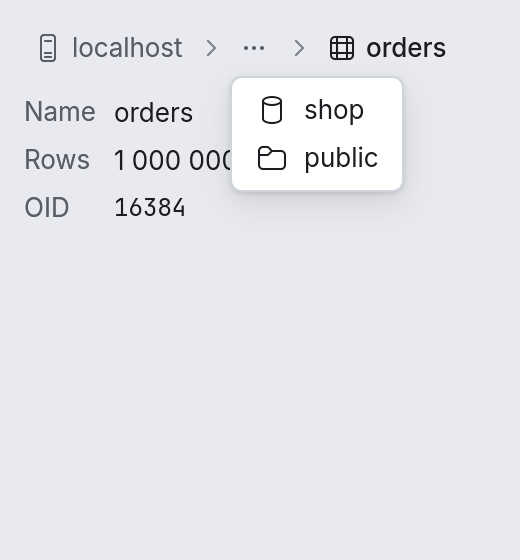 localhost > ··· > orders
shop
public
Name orders
Rows 1 000 000
OID 16384